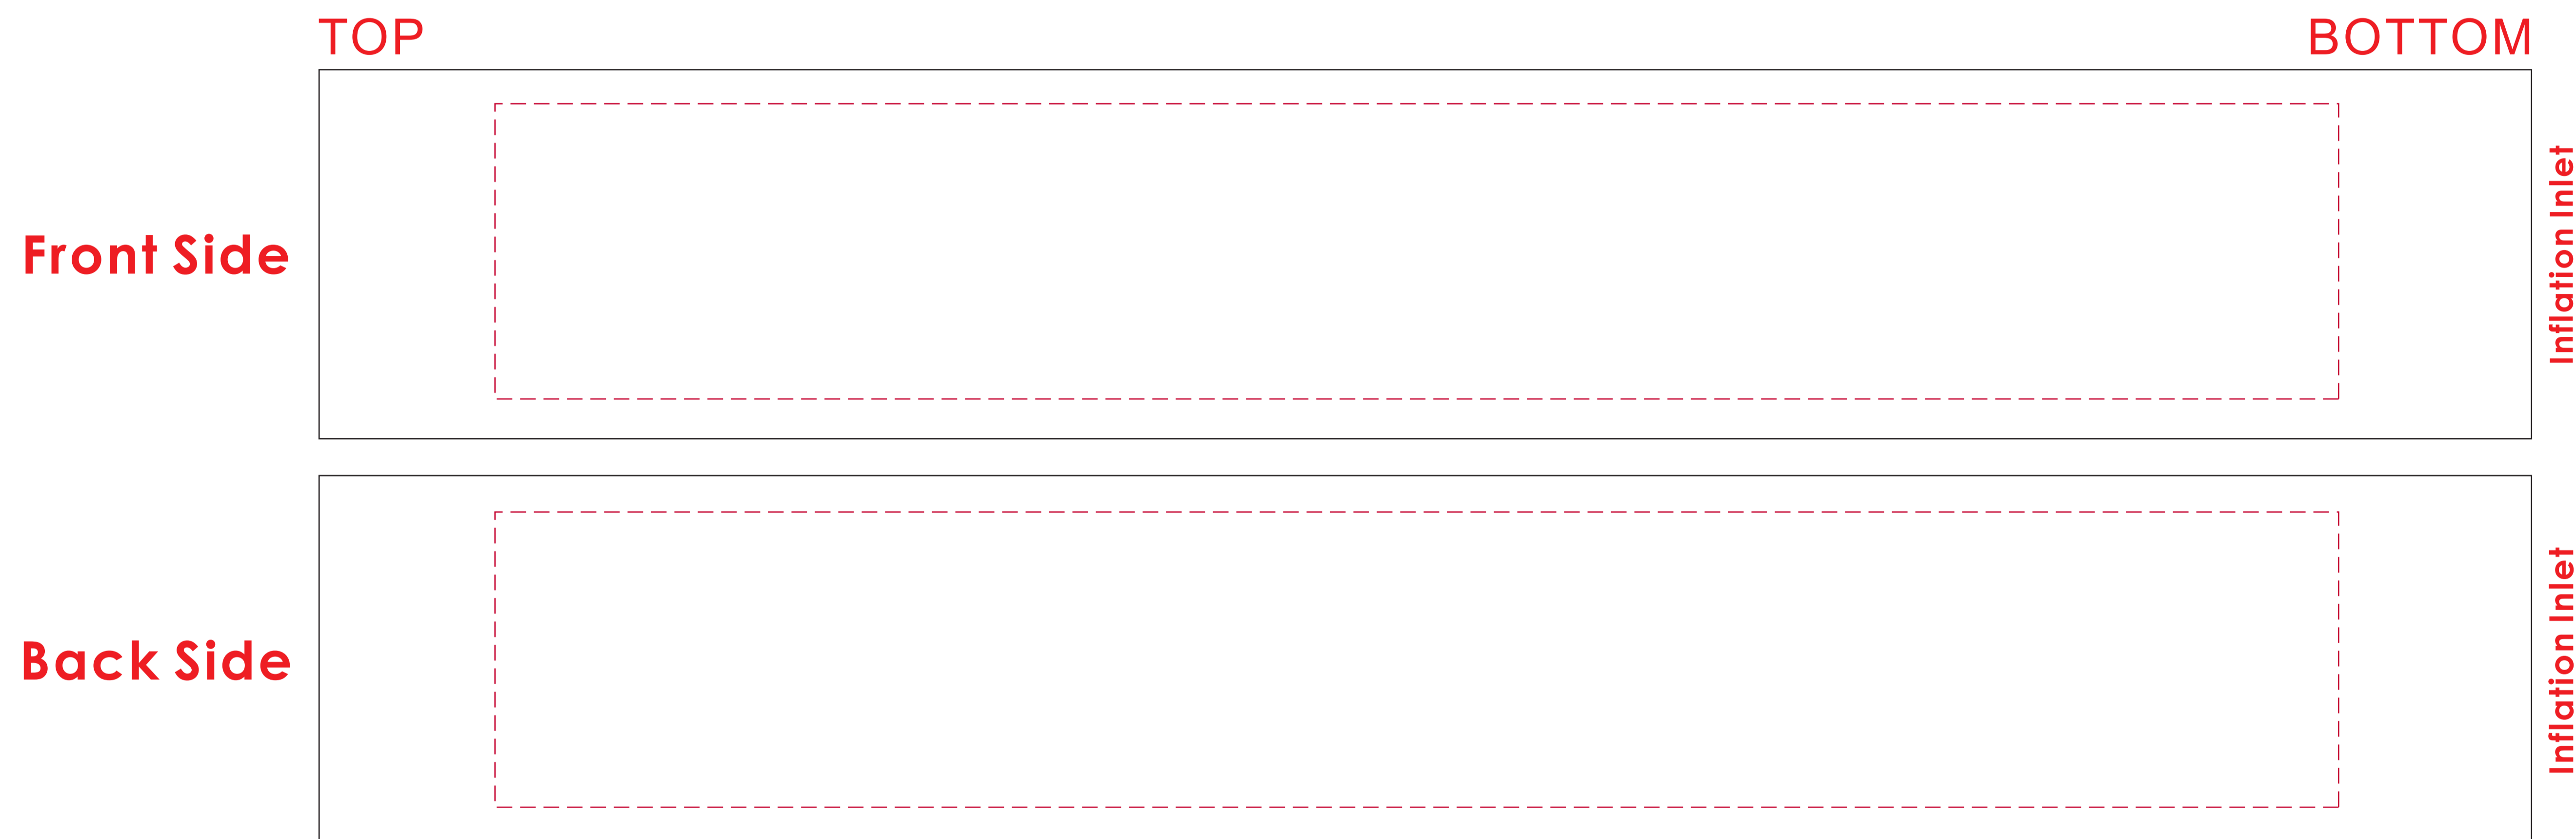 TOP
BOTTOM
Front Side
Inflation Inlet
Back Side
Inflation Inlet